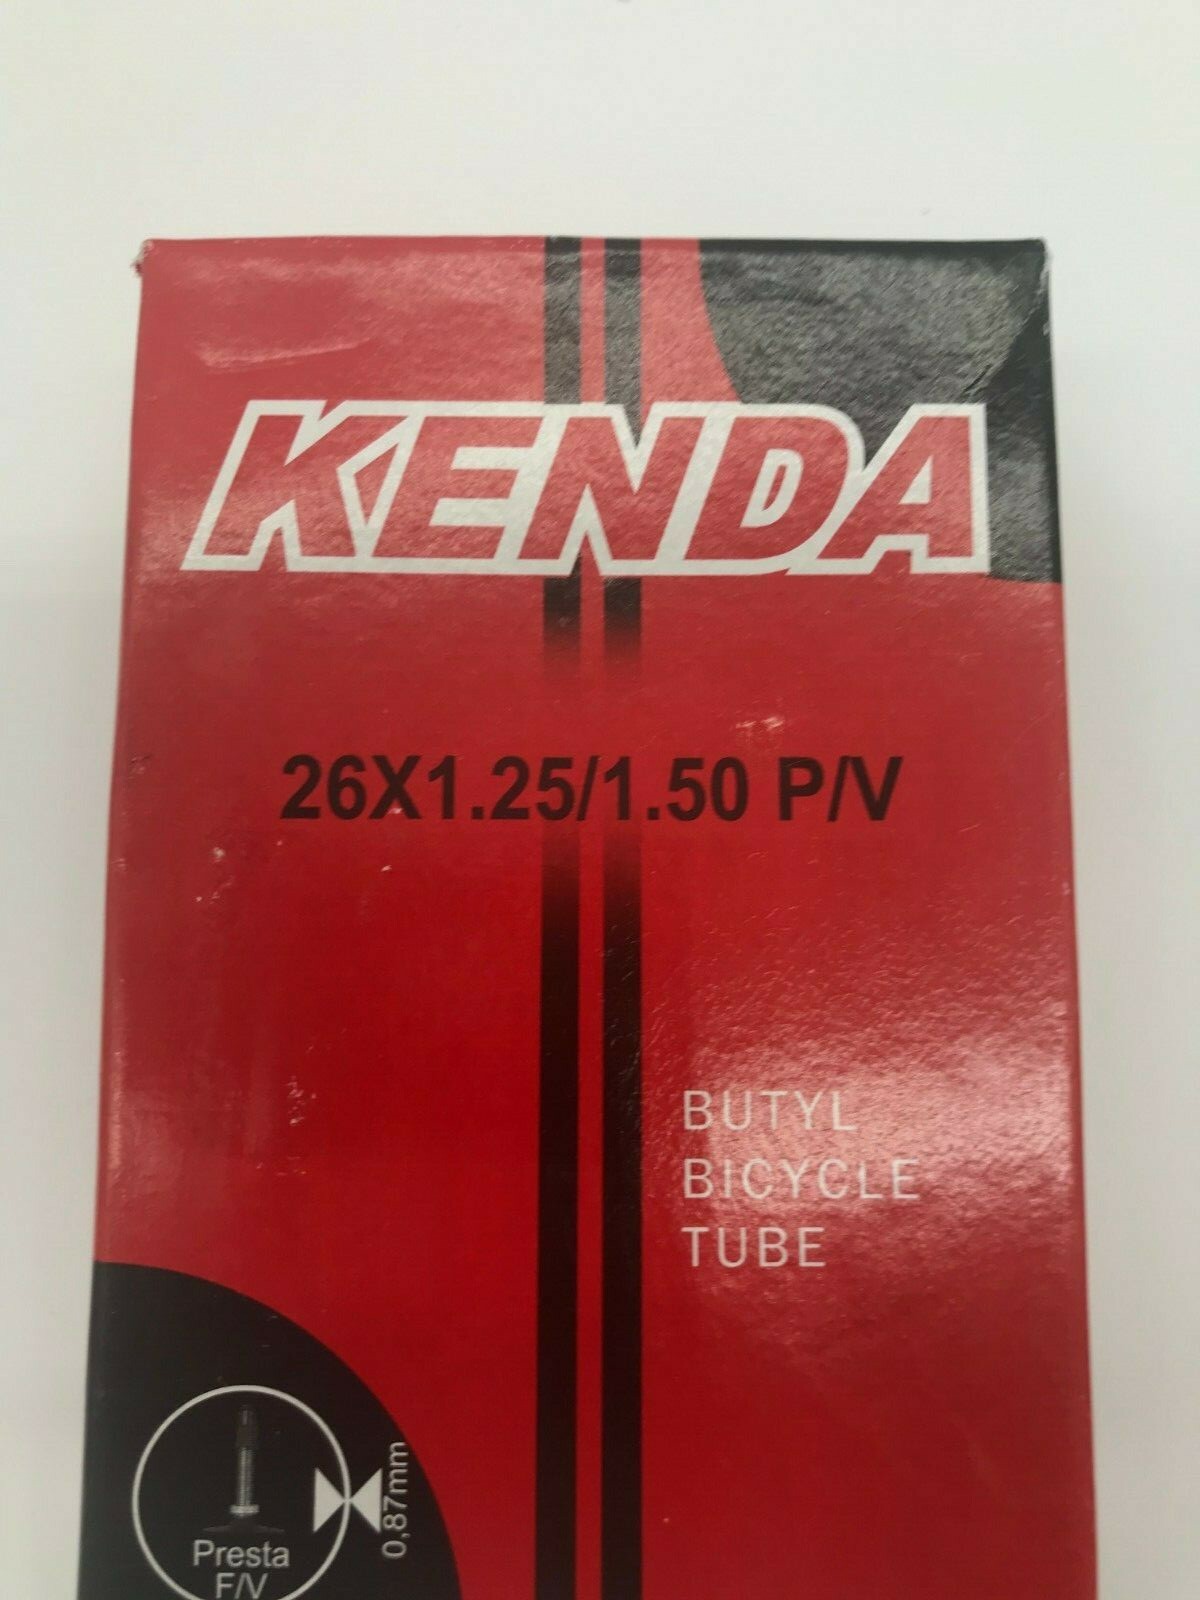 KENDA
26X1.25/1.50 P/V
BUTYL
BICYCLE
TUBE
0,87mm
Presta
F/V